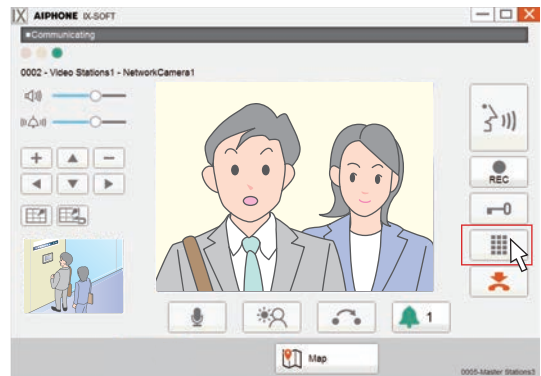 AIPHONE IX-SOFT
■Communicating
0002 - Video Stations1 - NetworkCamera1
REC
1
Map
0005-Master Stations3